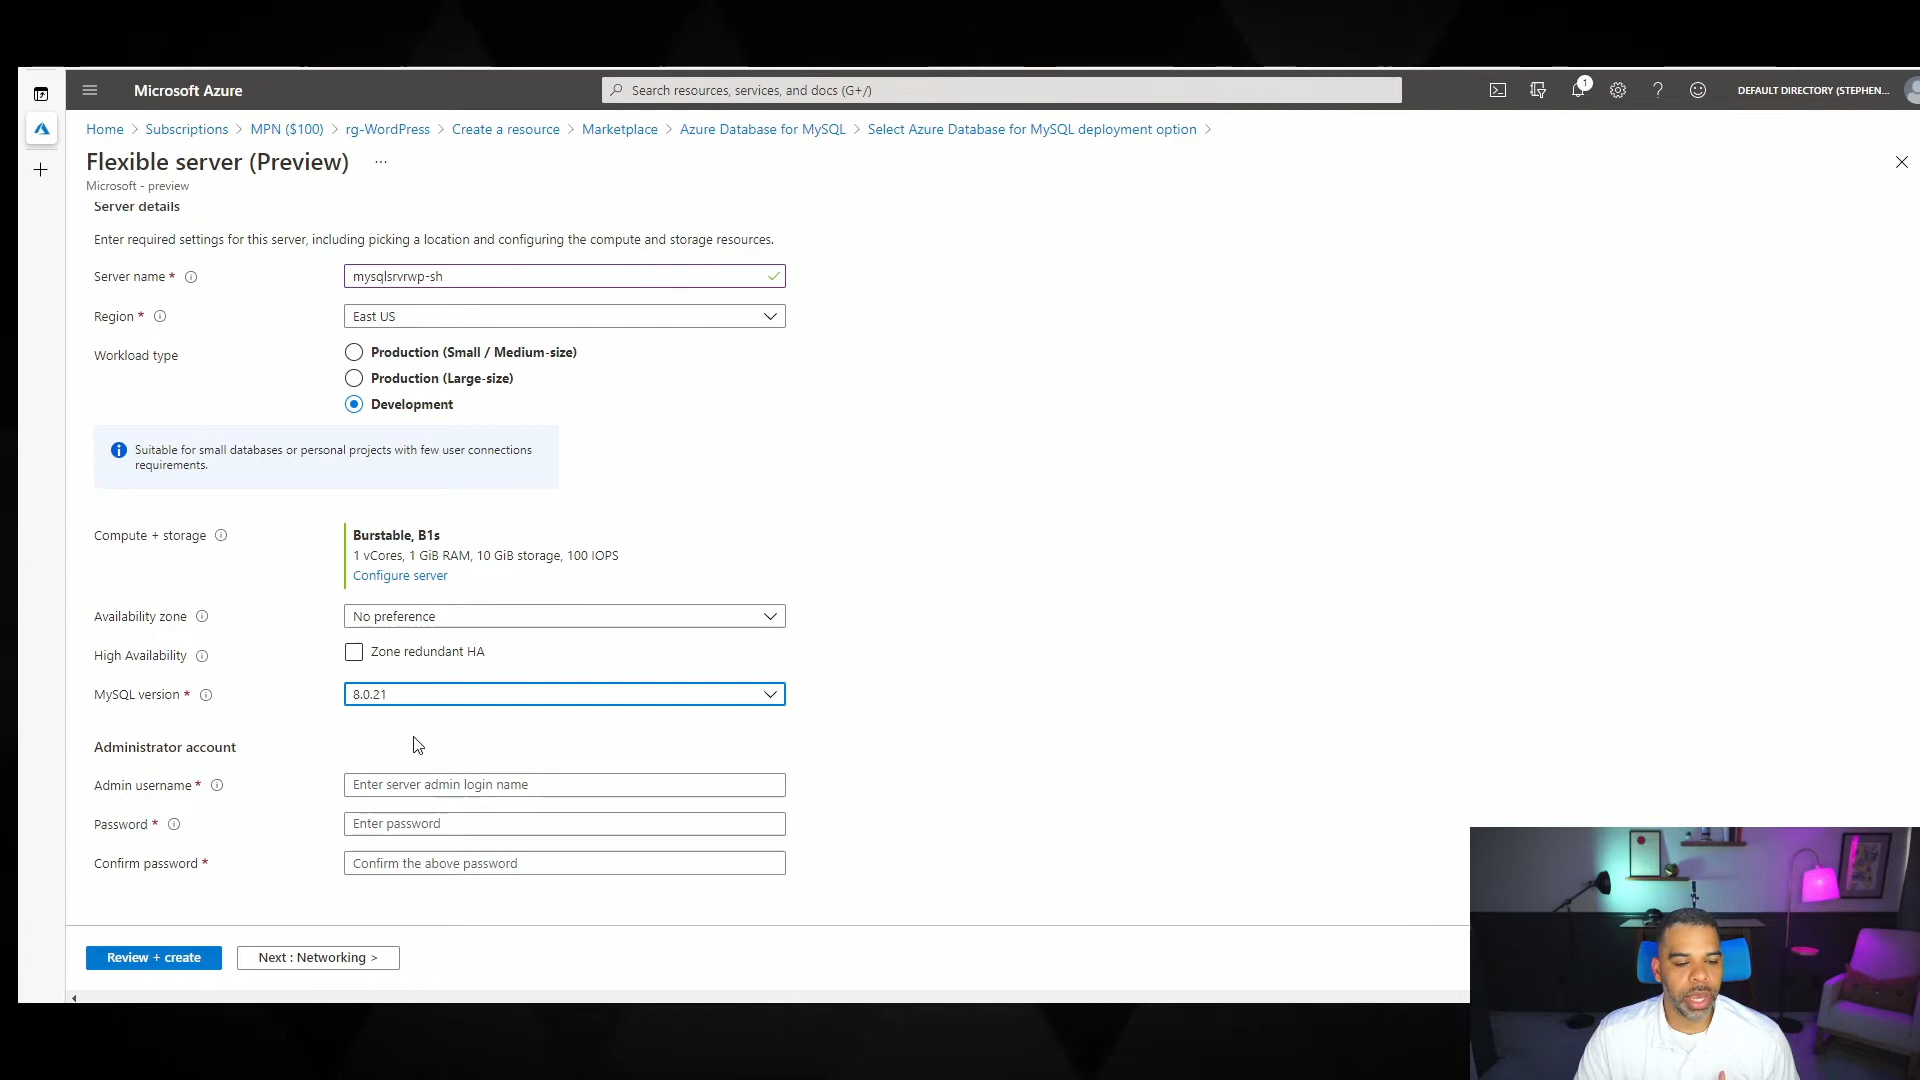 Microsoft Azure
Search resources, services, and docs (G+/)
1
DEFAULT DIRECTORY (STEPHEN...
Home > Subscriptions > MPN ($100) > rg-WordPress > Create a resource > Marketplace > Azure Database for MySQL > Select Azure Database for MySQL deployment option >
Flexible server (Preview) ...
Microsoft - preview
Server details
Enter required settings for this server, including picking a location and configuring the compute and storage resources.
Server name *
mysqlsrvrwp-sh
Region *
East US
Workload type
Production (Small / Medium-size)
Production (Large-size)
Development
Suitable for small databases or personal projects with few user connections
requirements.
Compute + storage
Burstable, B1s
1 vCores, 1 GiB RAM, 10 GiB storage, 100 IOPS
Configure server
Availability zone
No preference
High Availability
Zone redundant HA
MySQL version *
8.0.21
Administrator account
Admin username *
Enter server admin login name
Password *
Enter password
Confirm password *
Confirm the above password
Review + create
Next : Networking >